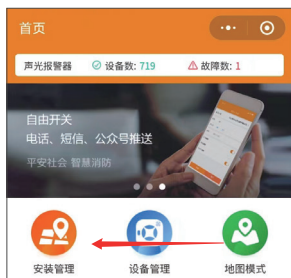 首页
声光报警器 设备数: 719 故障数: 1
自由开关
电话、短信、公众号推送
平安社会 智慧消防
安装管理 设备管理 地图模式